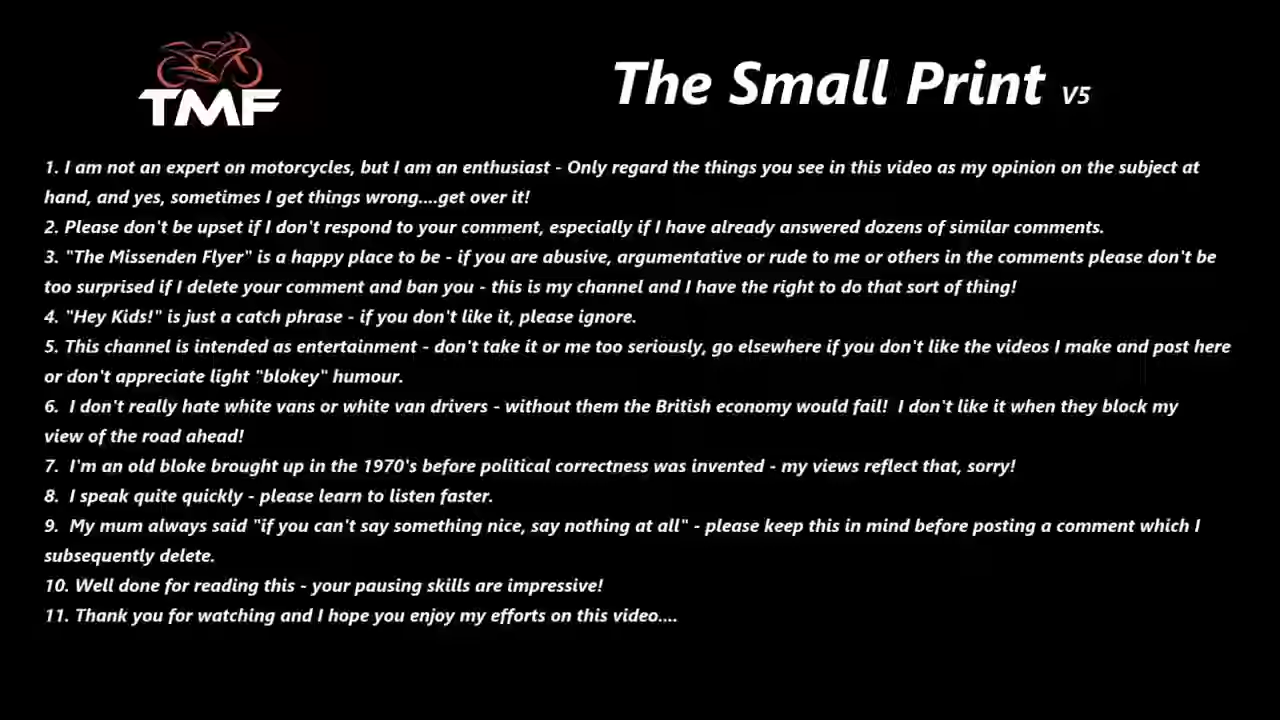 TMF
The Small Print V5
1. I am not an expert on motorcycles, but I am an enthusiast - Only regard the things you see in this video as my opinion on the subject at
hand, and yes, sometimes I get things wrong....get over it!
2. Please don't be upset if I don't respond to your comment, especially if I have already answered dozens of similar comments.
3. "The Missenden Flyer" is a happy place to be - if you are abusive, argumentative or rude to me or others in the comments please don't be
too surprised if I delete your comment and ban you - this is my channel and I have the right to do that sort of thing!
4. "Hey Kids!" is just a catch phrase - if you don't like it, please ignore.
5. This channel is intended as entertainment - don't take it or me too seriously, go elsewhere if you don't like the videos I make and post here
or don't appreciate light "blokey" humour.
6.  I don't really hate white vans or white van drivers - without them the British economy would fail!  I don't like it when they block my
view of the road ahead!
7.  I'm an old bloke brought up in the 1970's before political correctness was invented - my views reflect that, sorry!
8.  I speak quite quickly - please learn to listen faster.
9.  My mum always said "if you can't say something nice, say nothing at all" - please keep this in mind before posting a comment which I
subsequently delete.
10. Well done for reading this - your pausing skills are impressive!
11. Thank you for watching and I hope you enjoy my efforts on this video....